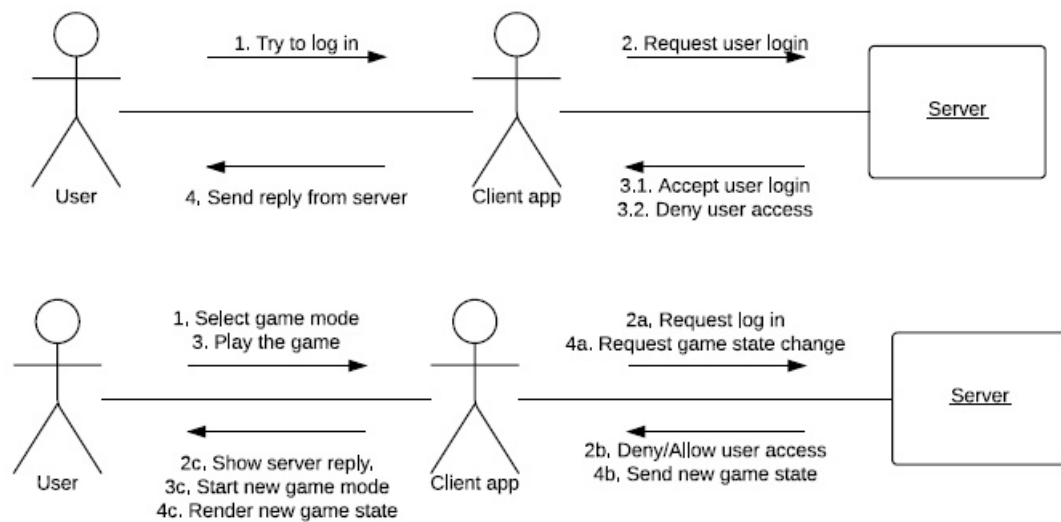 1. Try to log in
2. Request user login
Server
4, Send reply from server
3.1. Accept user login
3.2. Deny user access
User
Client app
1, Select game mode
3. Play the game
2a, Request log in
4a. Request game state change
Server
2c, Show server reply,
3c, Start new game mode
4c. Render new game state
2b, Deny/Allow user access
4b, Send new game state
User
Client app